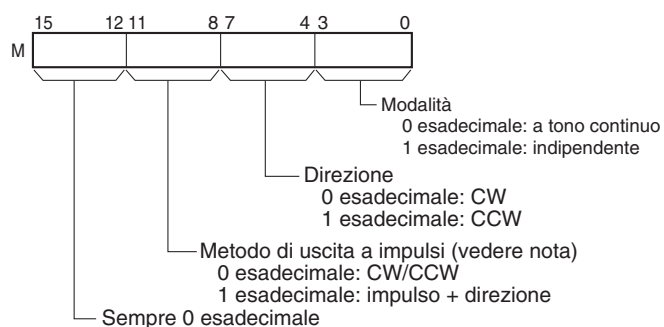 15 12 11 8 7 4 3 0
M
Modalità
0 esadecimale: a tono continuo
1 esadecimale: indipendente
Direzione
0 esadecimale: CW
1 esadecimale: CCW
Metodo di uscita a impulsi (vedere nota)
0 esadecimale: CW/CCW
1 esadecimale: impulso + direzione
Sempre 0 esadecimale